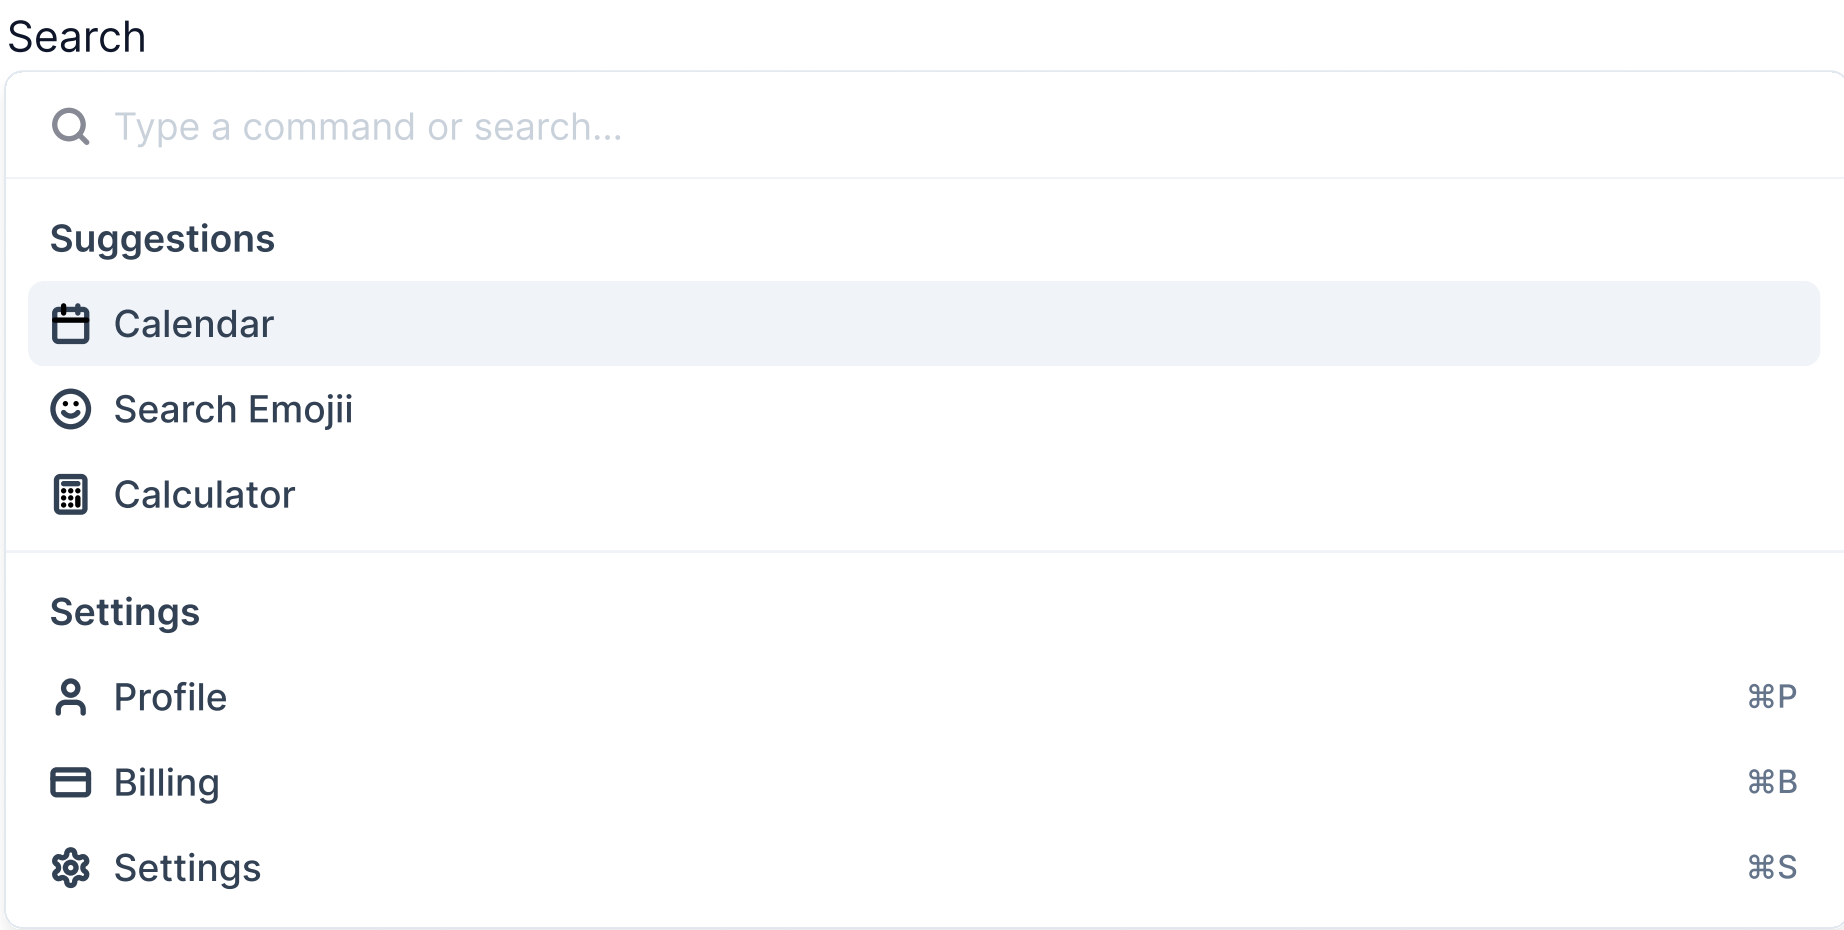 Search
Type a command or search...
Suggestions
Calendar
Search Emojii
Calculator
Settings
Profile ⌘P
Billing ⌘B
Settings ⌘S